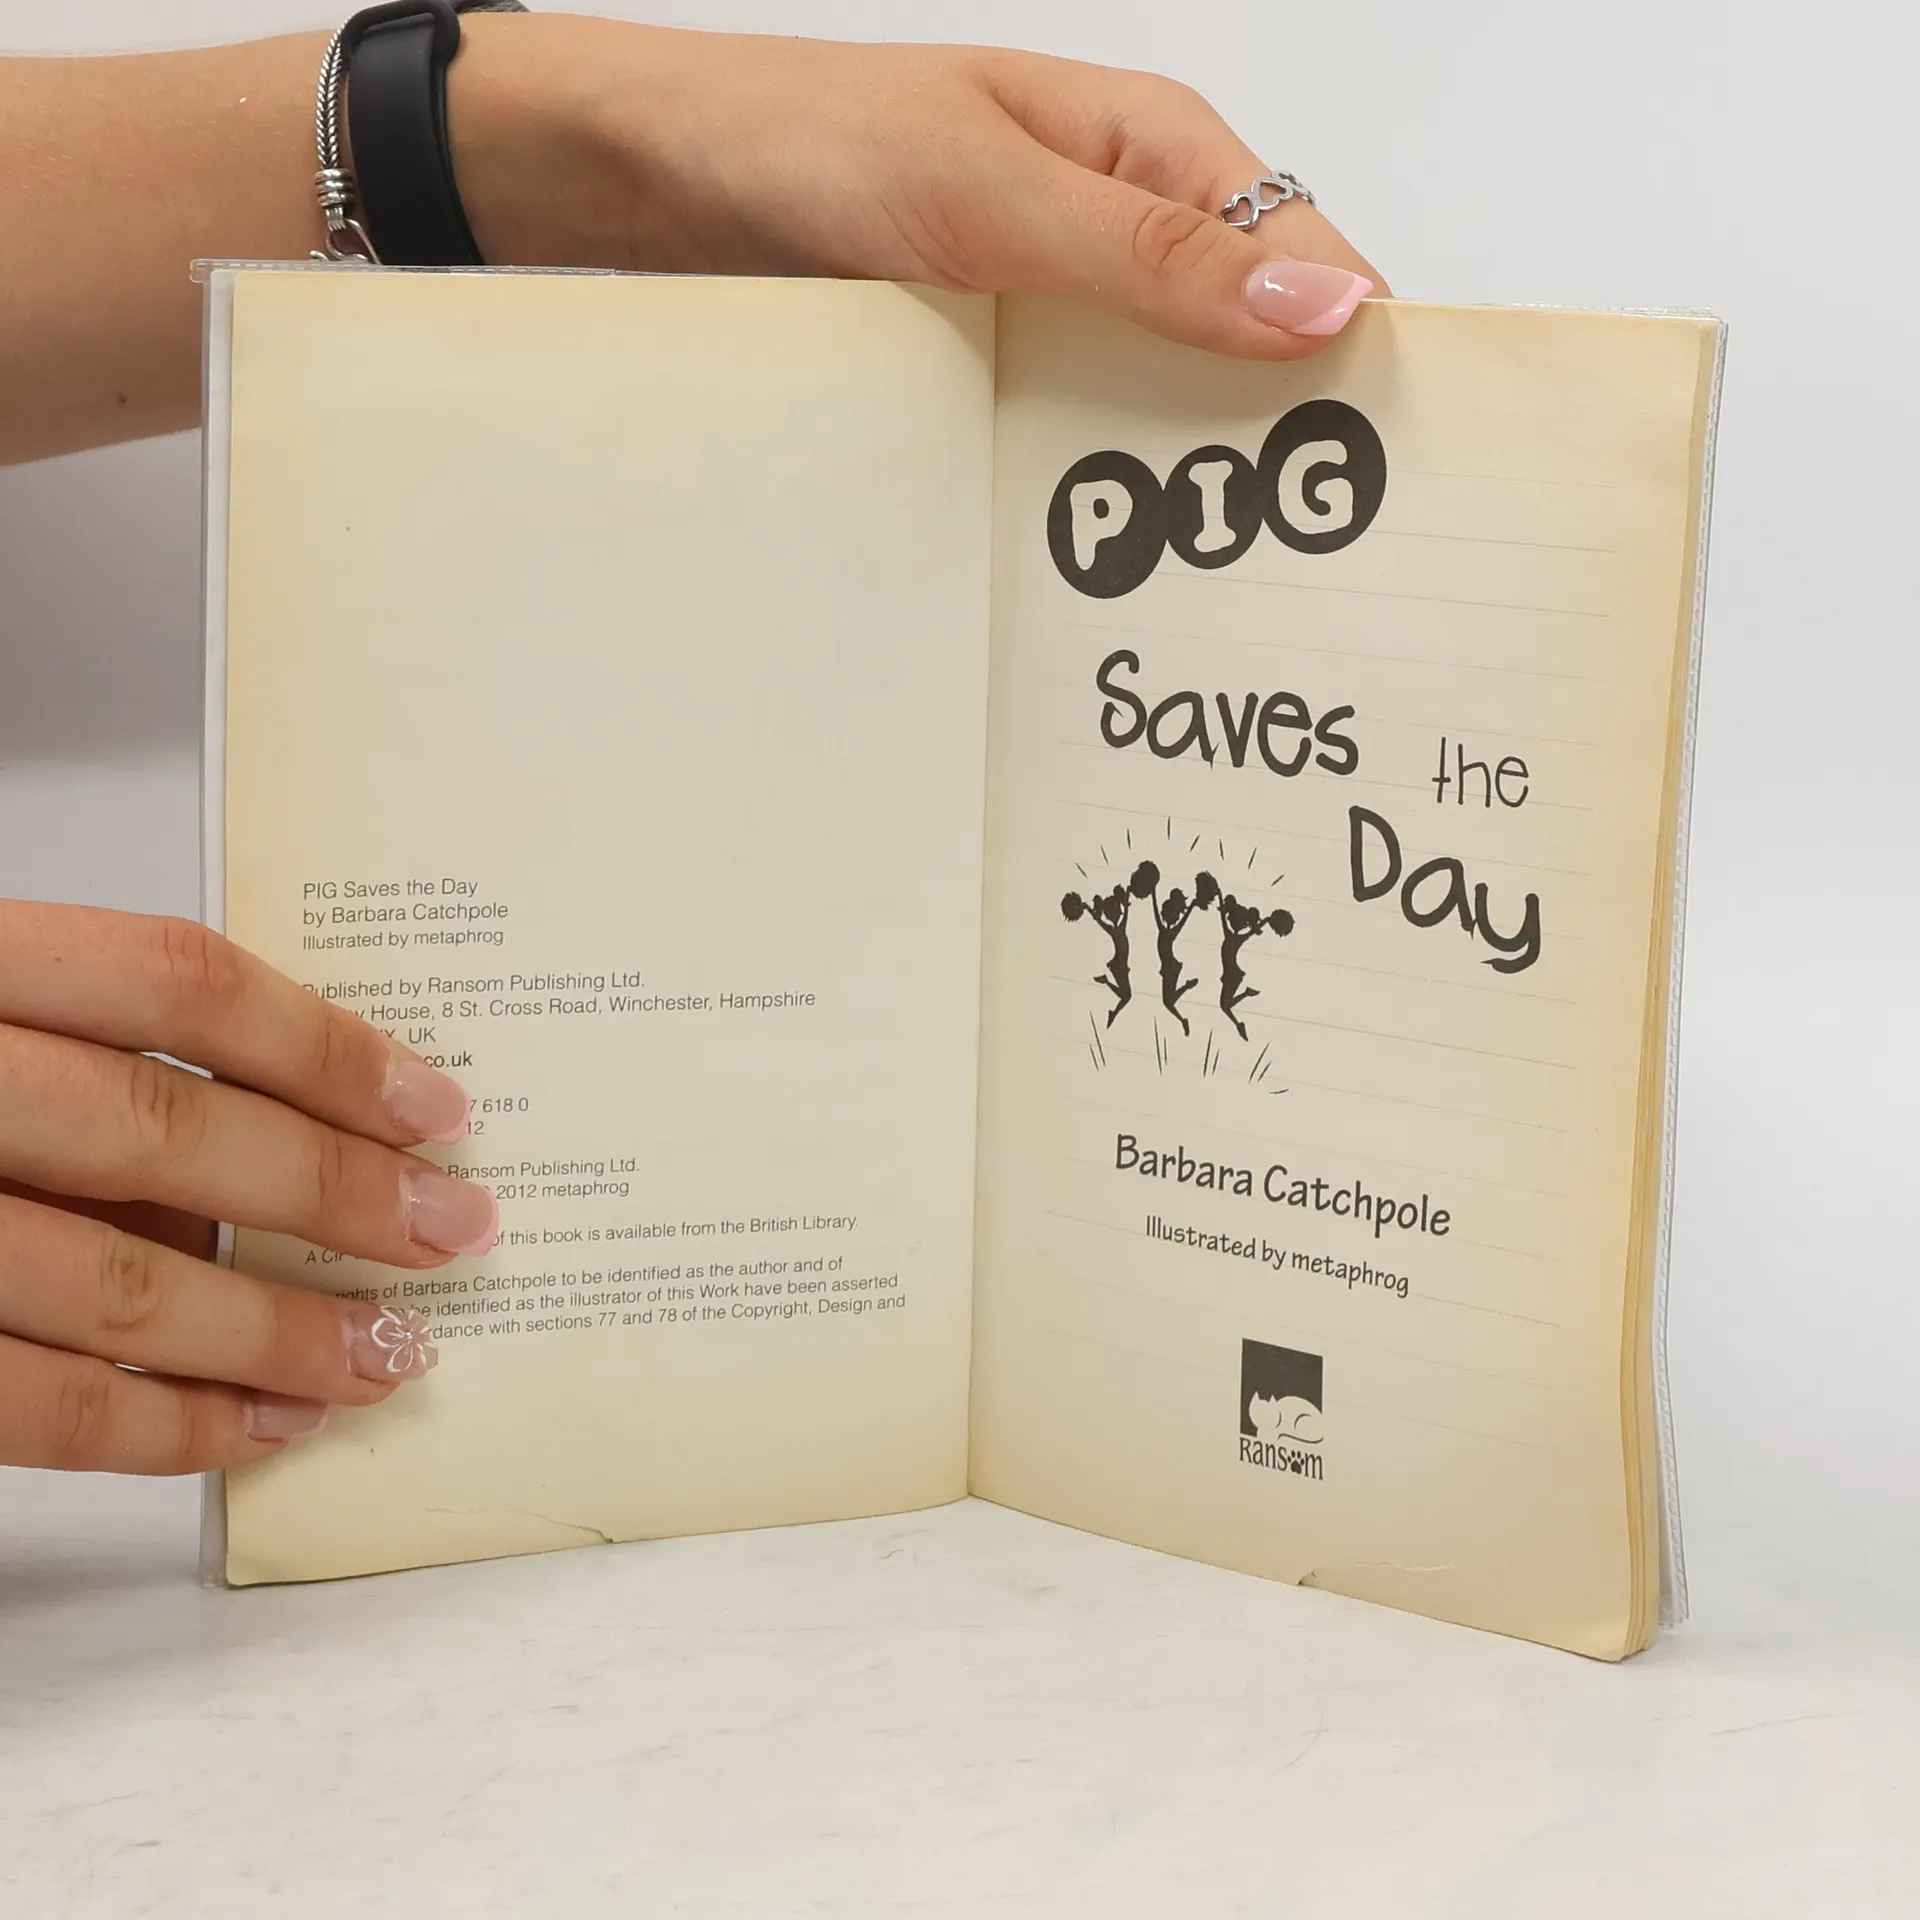 PIG Saves the Day
by Barbara Catchpole
Illustrated by metaphrog
Published by Ransom Publishing Ltd.
House, 8 St. Cross Road, Winchester, Hampshire
UK
co.uk
7 618 0
12
Ransom Publishing Ltd.
2012 metaphrog
A CIP of this book is available from the British Library.
of Barbara Catchpole to be identified as the author and of
be identified as the illustrator of this Work have been asserted
with sections 77 and 78 of the Copyright, Design and
PIG
Saves the
Day
Barbara Catchpole
Illustrated by metaphrog
Ransom